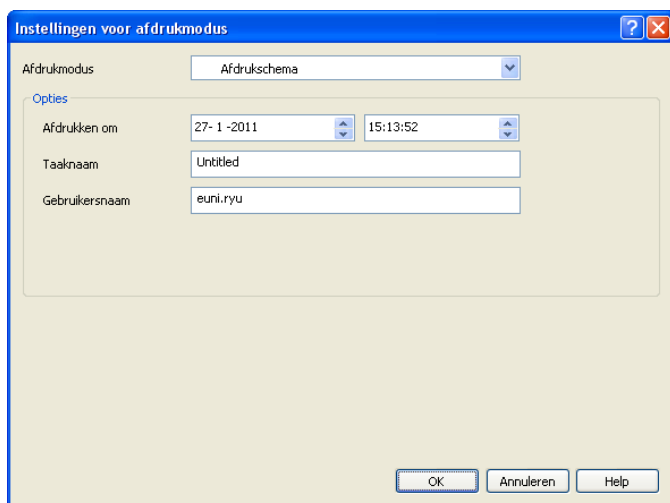 Instellingen voor afdrukmodus
Afdrukmodus Afdrukschema
Opties
Afdrukken om 27- 1 -2011 15:13:52
Taaknaam Untitled
Gebruikersnaam euni.ryu
OK Annuleren Help